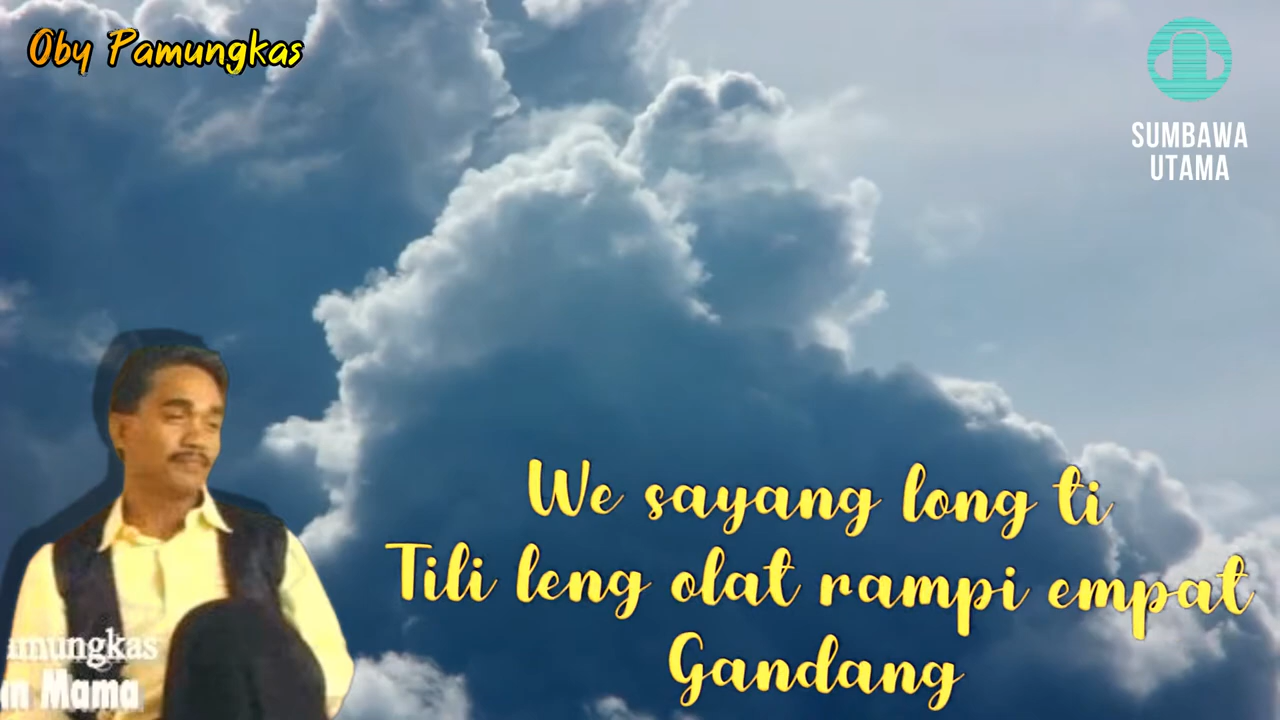 Oby Pamungkas
SUMBAWA
UTAMA
We sayang long ti
Tili leng olat rampi empat
Gandang
amungkas
Mama